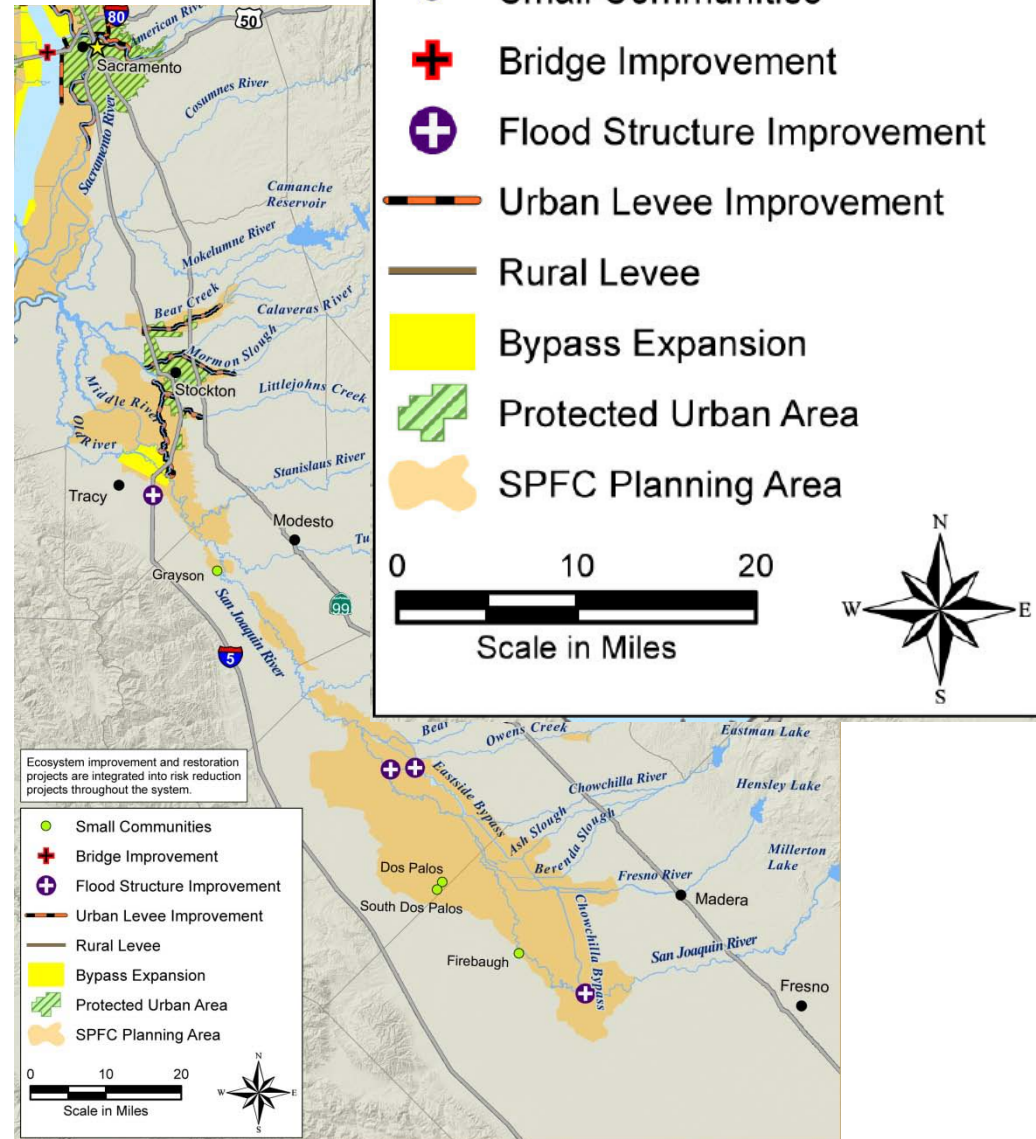 80
American River
50
Sacramento
Cosumnes River
Sacramento River
Camanche
Reservoir
Mokelumne River
Bear Creek
Calaveras River
Mormon Slough
Stockton
Littlejohns Creek
Middle River
Old River
Stanislaus River
Tracy
Modesto
Tu
Grayson
99
San Joaquin River
5
Small Communities
Bridge Improvement
Flood Structure Improvement
Urban Levee Improvement
Rural Levee
Bypass Expansion
Protected Urban Area
SPFC Planning Area
0 10 20
Scale in Miles
N
W E
S
Bear
Owens Creek
Eastman Lake
Eastside Bypass
Chowchilla River
Hensley Lake
Ash Slough
Berenda Slough
Millerton
Lake
Dos Palos
Fresno River
South Dos Palos
Madera
Chowchilla Bypass
Firebaugh
San Joaquin River
Fresno
Ecosystem improvement and restoration
projects are integrated into risk reduction
projects throughout the system.
Small Communities
Bridge Improvement
Flood Structure Improvement
Urban Levee Improvement
Rural Levee
Bypass Expansion
Protected Urban Area
SPFC Planning Area
0 10 20
Scale in Miles
N
W E
S